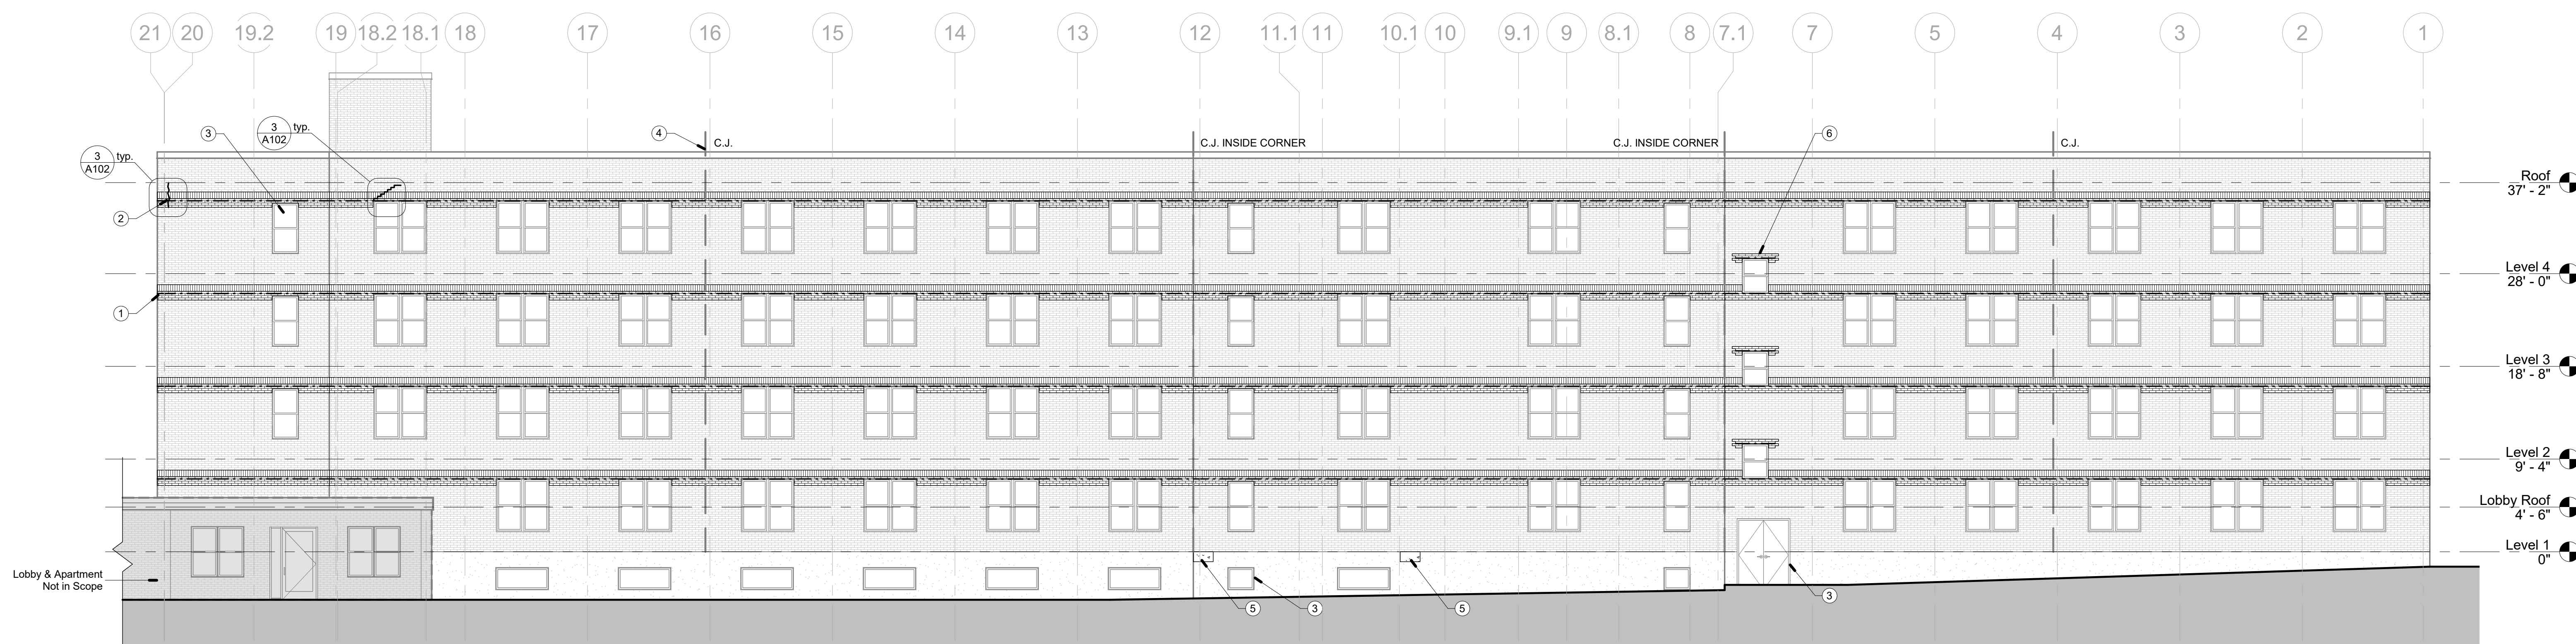 21 20 19.2 19 18.2 18.1 18 17 16 15 14 13 12 11.1 11 10.1 10 9.1 9 8.1 8 7.1 7 5 4 3 2 1
3 typ.
A102
3
3 typ.
A102
4
C.J.
C.J. INSIDE CORNER
C.J. INSIDE CORNER
6
C.J.
2
1
Roof
37' - 2"
Level 4
28' - 0"
Level 3
18' - 8"
Level 2
9' - 4"
Lobby Roof
4' - 6"
Level 1
0"
Lobby & Apartment
Not in Scope
5
3
5
3